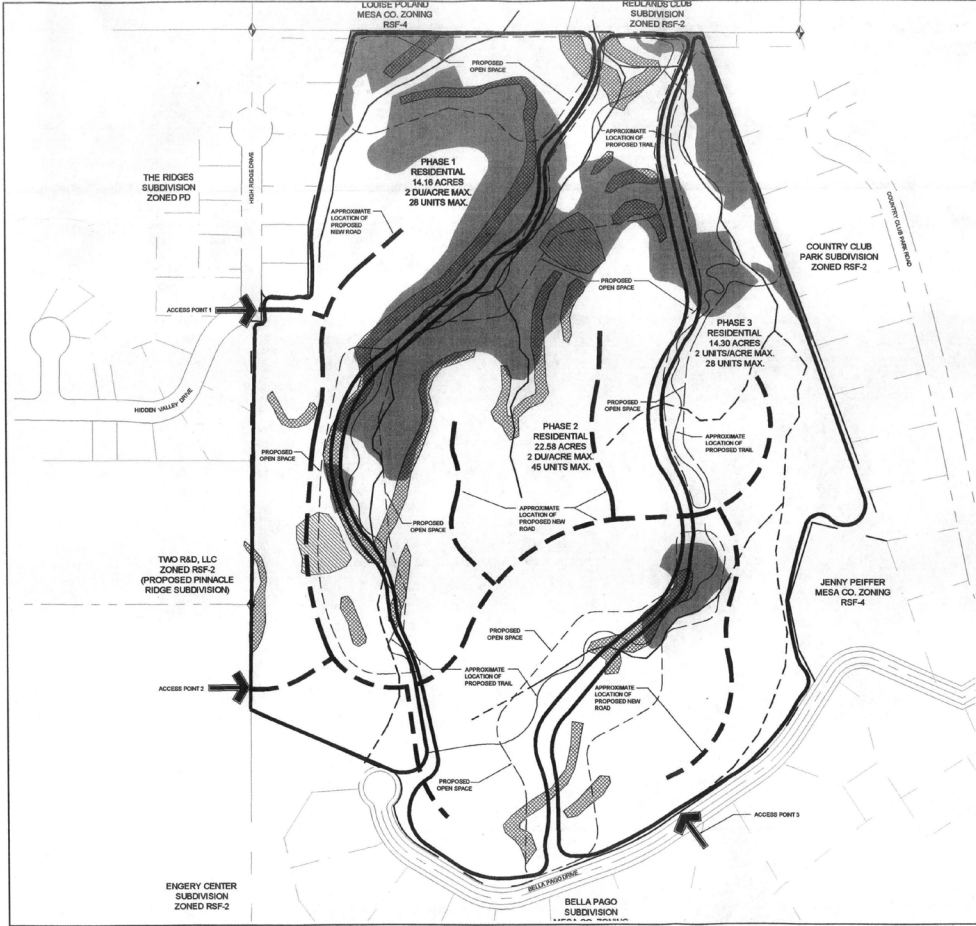 LOUISE POLAND
MESA CO. ZONING
RSF-4
REDLANDS CLUB
SUBDIVISION
ZONED RSF-2
PROPOSED
OPEN SPACE
APPROXIMATE
LOCATION OF
PROPOSED TRAIL
PHASE 1
RESIDENTIAL
14.16 ACRES
2 DU/ACRE MAX.
28 UNITS MAX.
THE RIDGES
SUBDIVISION
ZONED PD
HIGH RIDGE DRIVE
APPROXIMATE
LOCATION OF
PROPOSED
NEW ROAD
COUNTRY CLUB PARK ROAD
COUNTRY CLUB
PARK SUBDIVISION
ZONED RSF-2
PROPOSED
OPEN SPACE
ACCESS POINT 1
PHASE 3
RESIDENTIAL
14.30 ACRES
2 UNITS/ACRE MAX.
28 UNITS MAX.
HIDDEN VALLEY DRIVE
PROPOSED
OPEN SPACE
PHASE 2
RESIDENTIAL
22.58 ACRES
2 DU/ACRE MAX.
45 UNITS MAX.
APPROXIMATE
LOCATION OF
PROPOSED TRAIL
PROPOSED
OPEN SPACE
APPROXIMATE
LOCATION OF
PROPOSED NEW
ROAD
PROPOSED
OPEN SPACE
TWO R&D, LLC
ZONED RSF-2
(PROPOSED PINNACLE
RIDGE SUBDIVISION)
JENNY PEIFFER
MESA CO. ZONING
RSF-4
PROPOSED
OPEN SPACE
APPROXIMATE
LOCATION OF
PROPOSED TRAIL
ACCESS POINT 2
APPROXIMATE
LOCATION OF
PROPOSED NEW
ROAD
PROPOSED
OPEN SPACE
ACCESS POINT 3
BELLA PAGO DRIVE
ENGERY CENTER
SUBDIVISION
ZONED RSF-2
BELLA PAGO
SUBDIVISION
MESA CO. ZONING